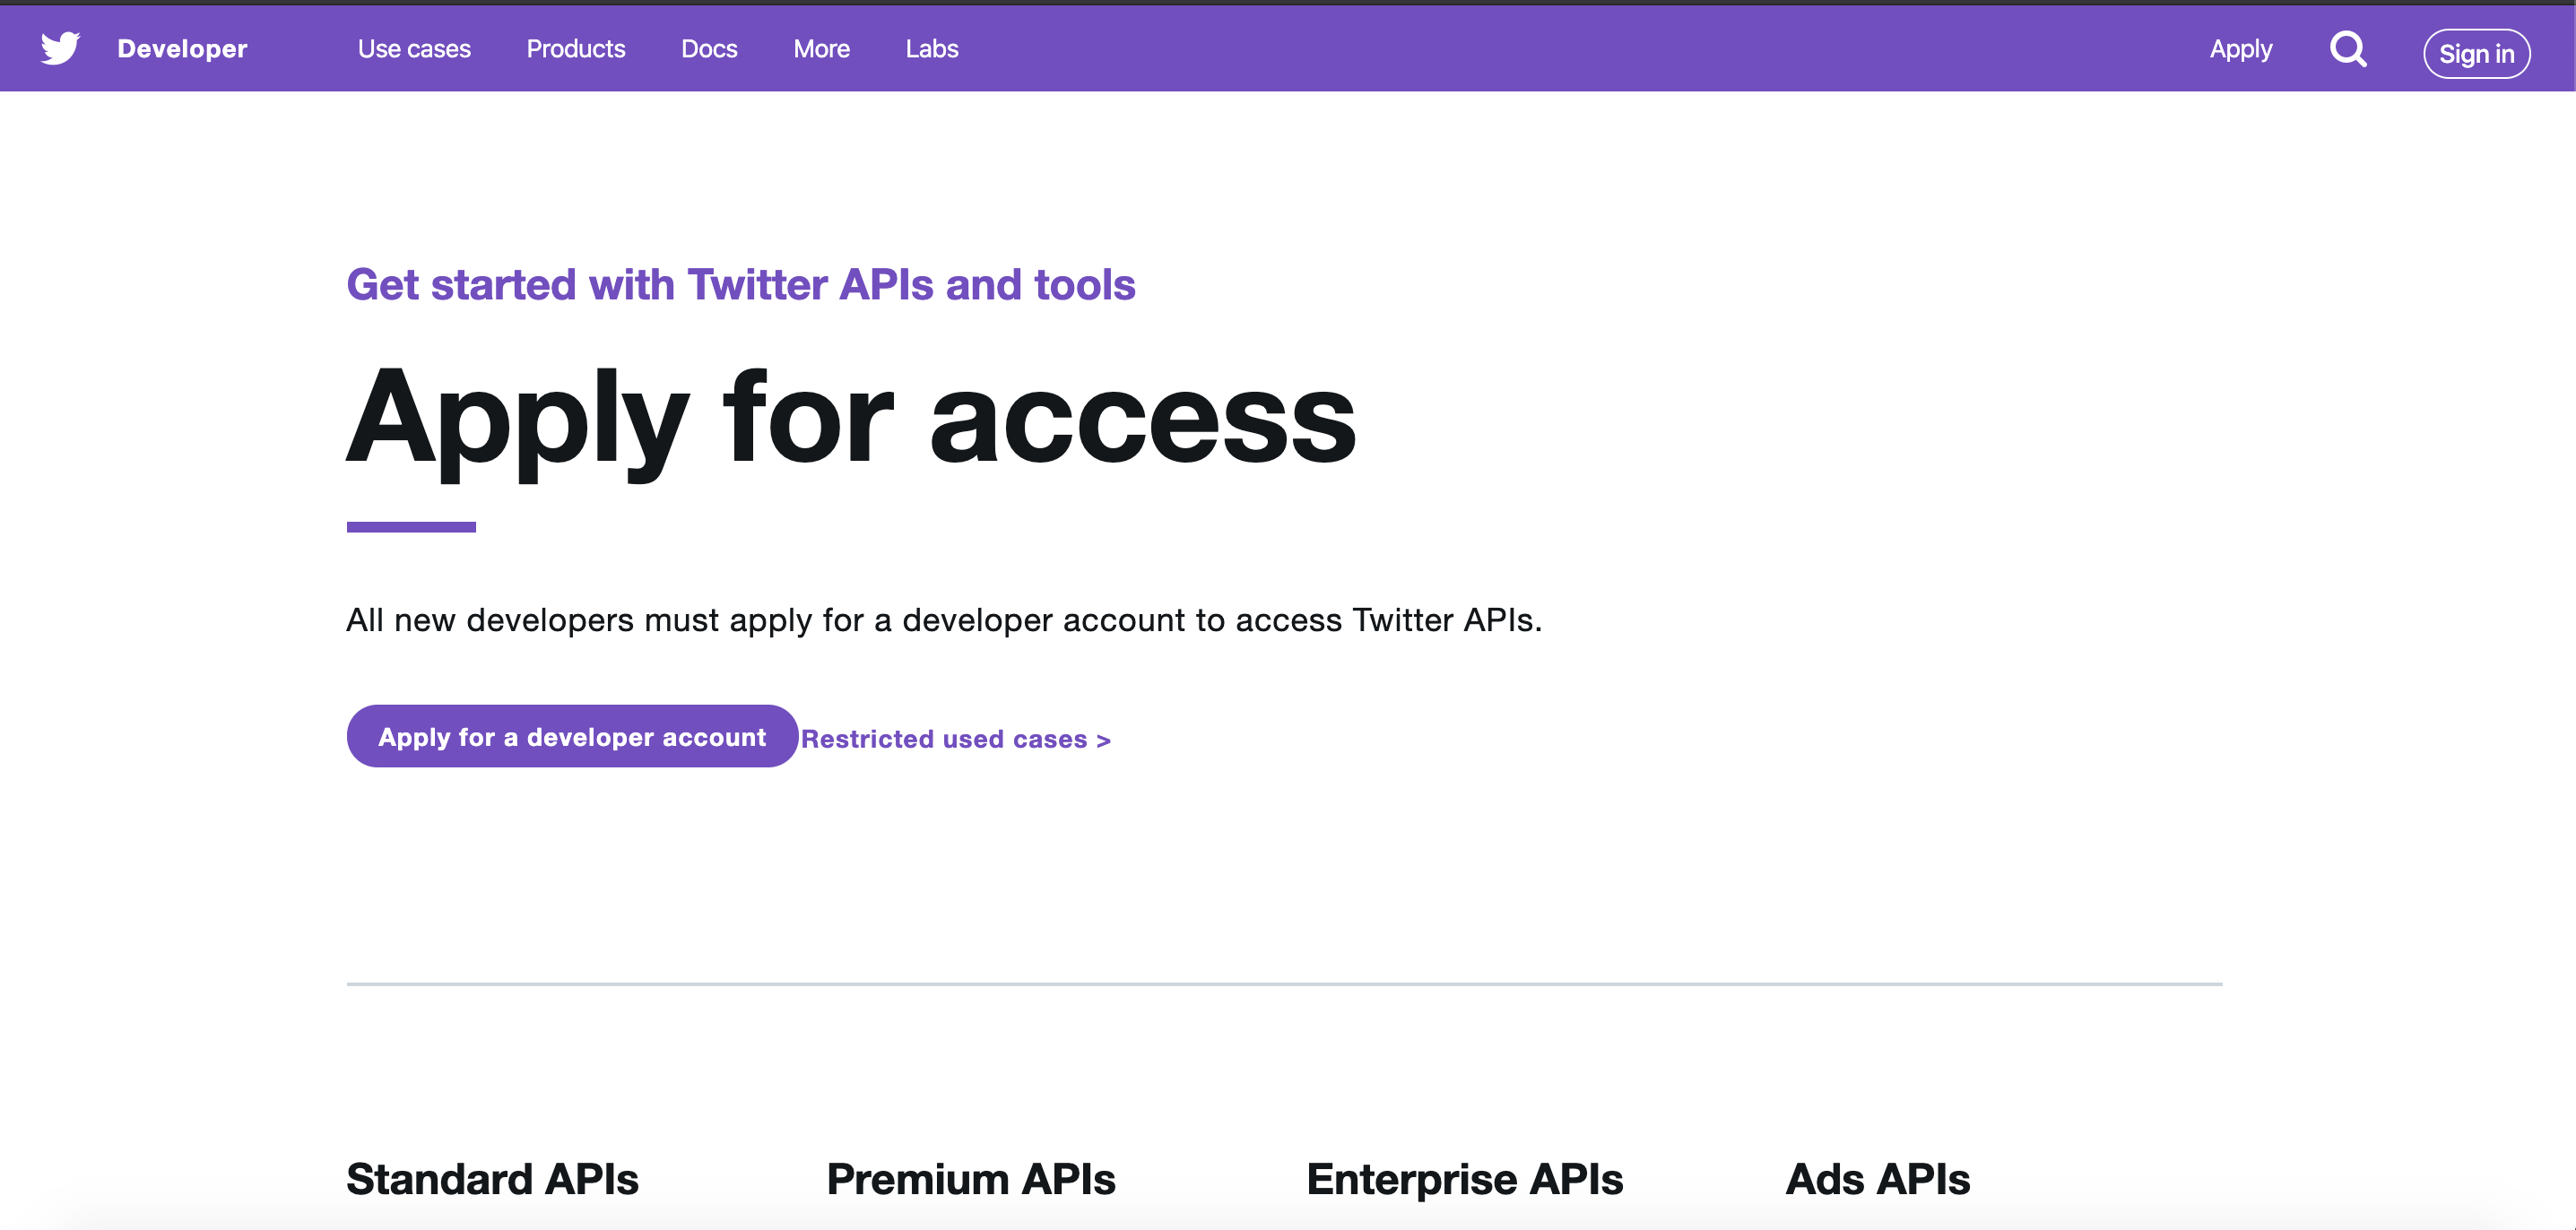 Developer Use cases Products Docs More Labs Apply Sign in
Get started with Twitter APIs and tools
Apply for access
All new developers must apply for a developer account to access Twitter APIs.
Apply for a developer account Restricted used cases >
Standard APIs Premium APIs Enterprise APIs Ads APIs